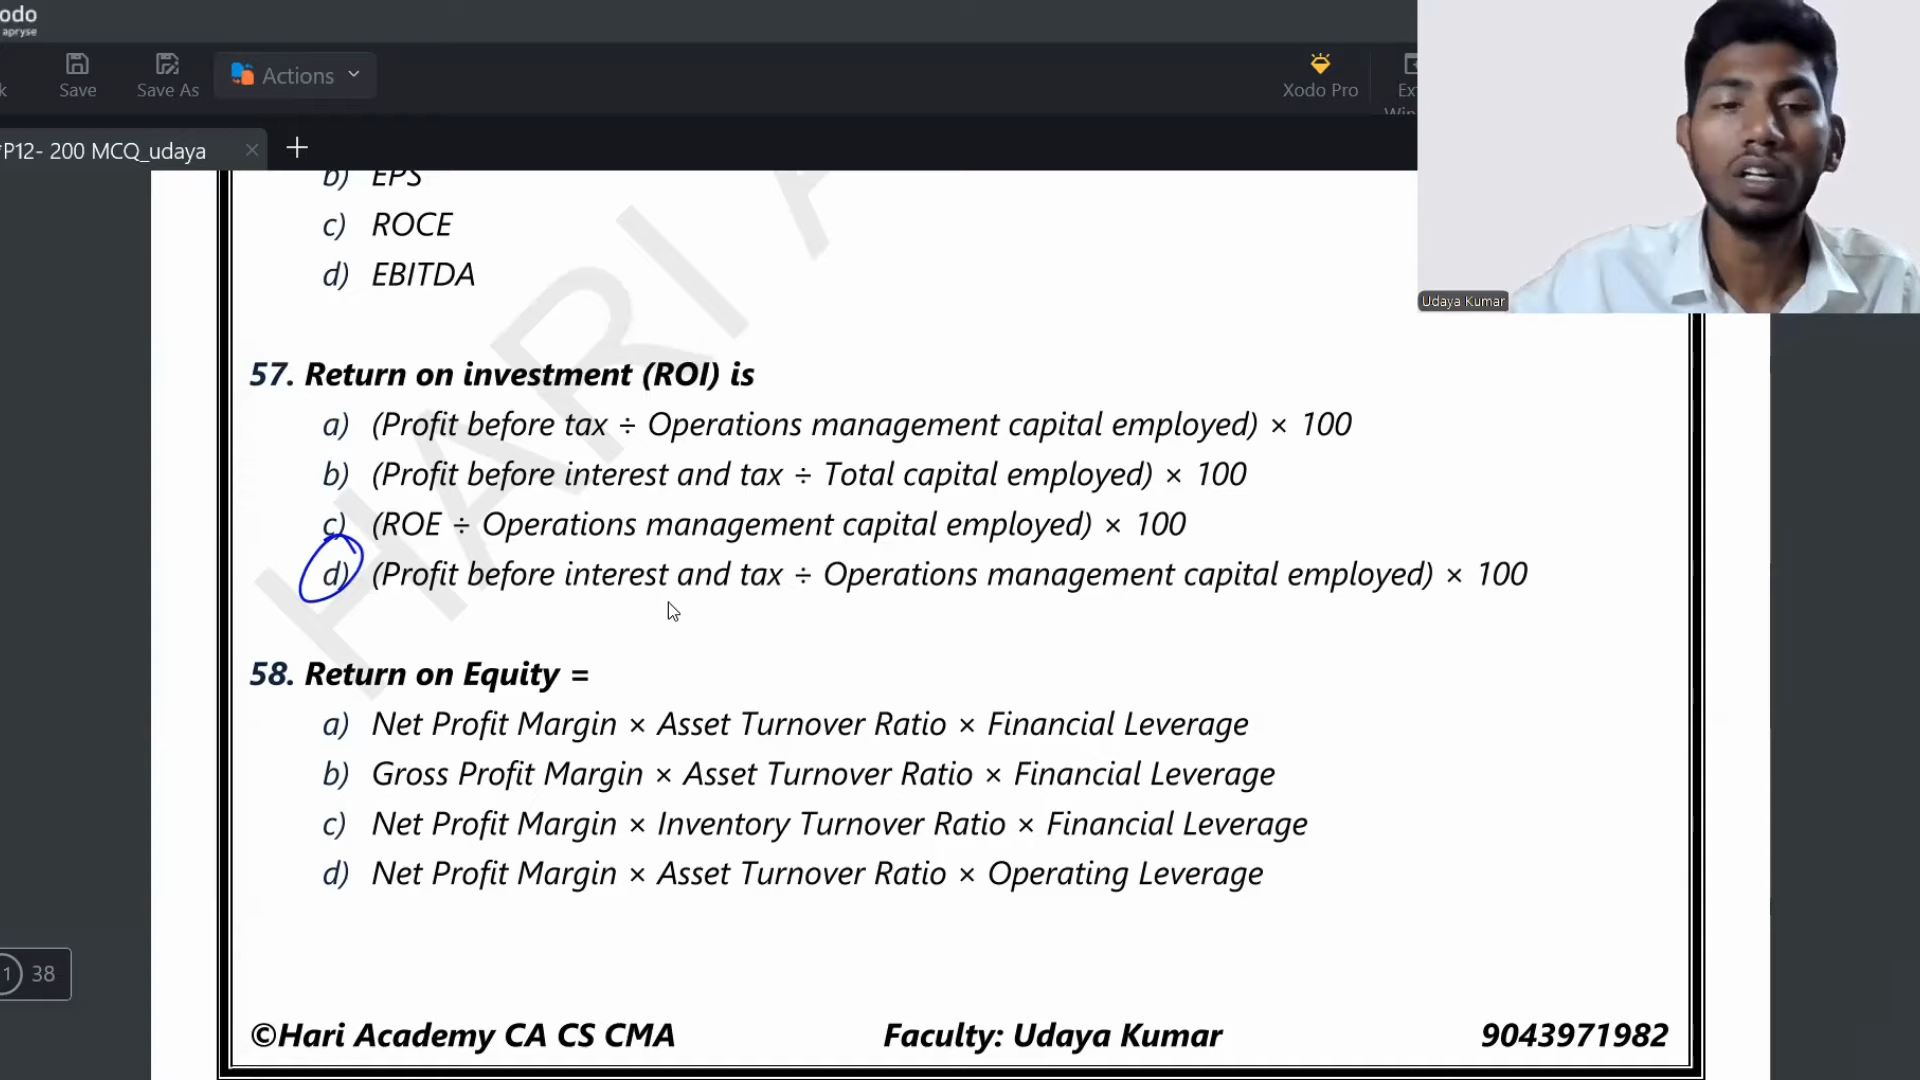 odo
apryse
k
Save
Save As
Actions
Xodo Pro
P12- 200 MCQ_udaya
b) EPS
c) ROCE
d) EBITDA
Udaya Kumar
57. Return on investment (ROI) is
a) (Profit before tax ÷ Operations management capital employed) × 100
b) (Profit before interest and tax ÷ Total capital employed) × 100
c) (ROE ÷ Operations management capital employed) × 100
d) (Profit before interest and tax ÷ Operations management capital employed) × 100
58. Return on Equity =
a) Net Profit Margin × Asset Turnover Ratio × Financial Leverage
b) Gross Profit Margin × Asset Turnover Ratio × Financial Leverage
c) Net Profit Margin × Inventory Turnover Ratio × Financial Leverage
d) Net Profit Margin × Asset Turnover Ratio × Operating Leverage
1 38
©Hari Academy CA CS CMA Faculty: Udaya Kumar 9043971982
HARI A